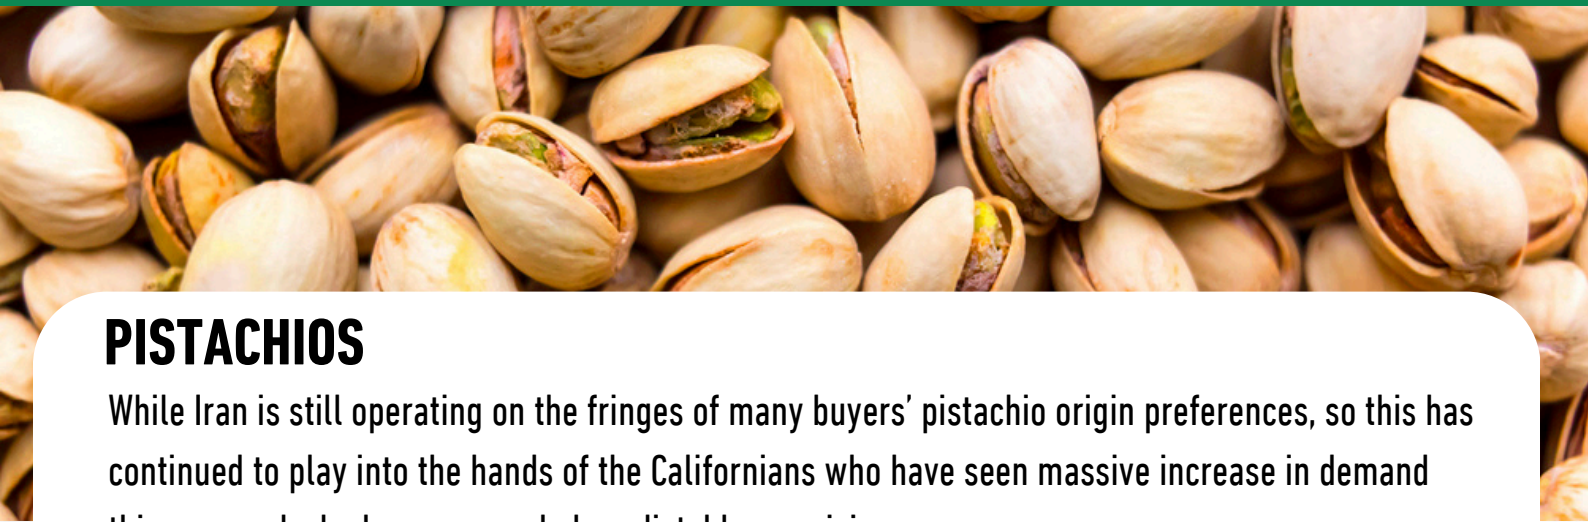 PISTACHIOS
While Iran is still operating on the fringes of many buyers’ pistachio origin preferences, so this has
continued to play into the hands of the Californians who have seen massive increase in demand